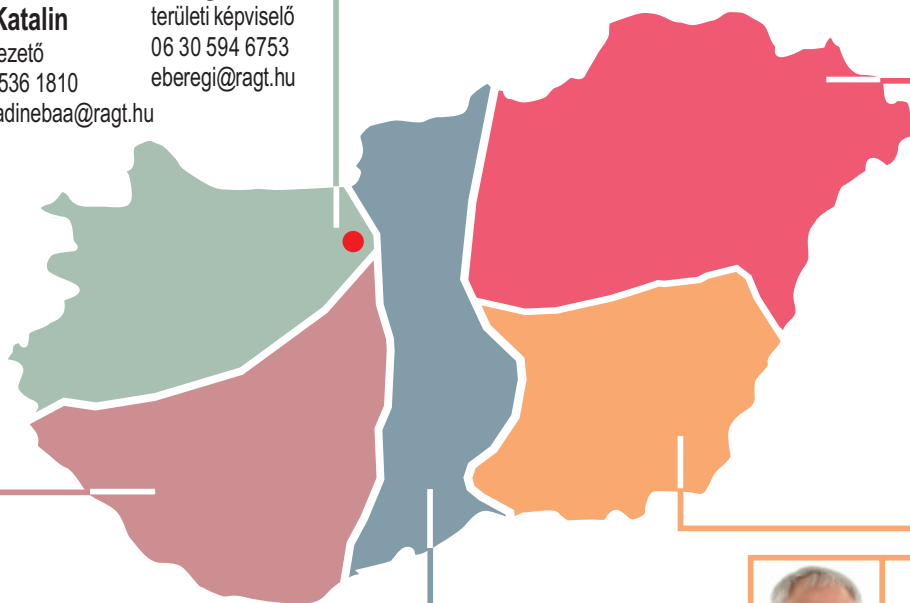 Katalin
ezető
536 1810
adinebaa@ragt.hu
területi képviselő
06 30 594 6753
eberegi@ragt.hu